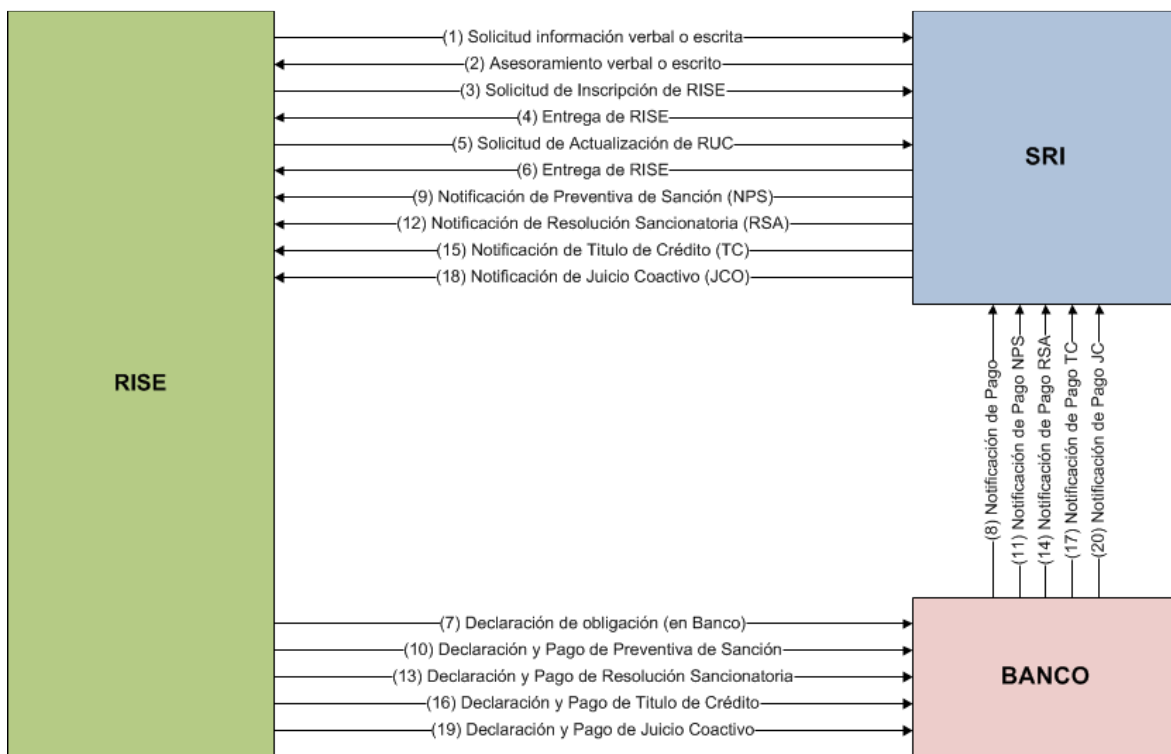 (1) Solicitud información verbal o escrita
(2) Asesoramiento verbal o escrito
(3) Solicitud de Inscripción de RISE
(4) Entrega de RISE
(5) Solicitud de Actualización de RUC
(6) Entrega de RISE
(9) Notificación de Preventiva de Sanción (NPS)
(12) Notificación de Resolución Sancionatoria (RSA)
(15) Notificación de Titulo de Crédito (TC)
(18) Notificación de Juicio Coactivo (JCO)
SRI
RISE
(8) Notificación de Pago
(11) Notificación de Pago NPS
(14) Notificación de Pago RSA
(17) Notificación de Pago TC
(20) Notificación de Pago JC
(7) Declaración de obligación (en Banco)
(10) Declaración y Pago de Preventiva de Sanción
(13) Declaración y Pago de Resolución Sancionatoria
(16) Declaración y Pago de Titulo de Crédito
(19) Declaración y Pago de Juicio Coactivo
BANCO